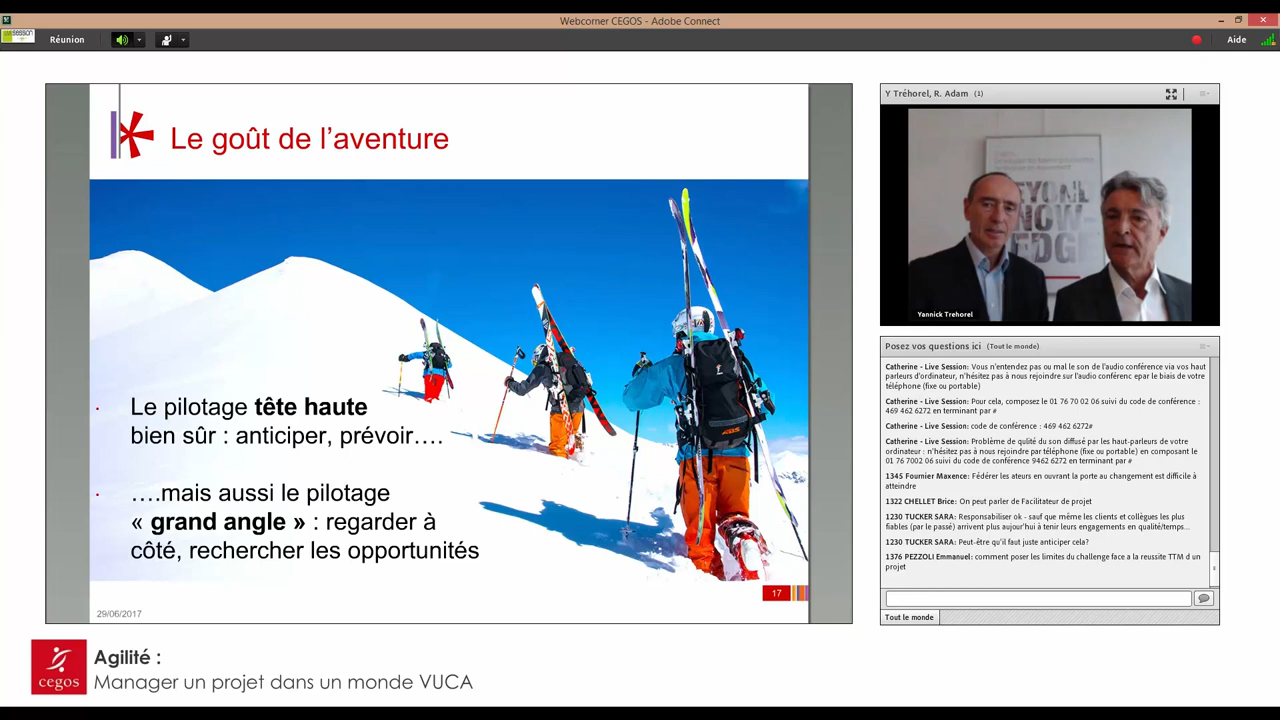 Webcorner CEGOS - Adobe Connect
Réunion
Aide
Le goût de l'aventure
Le pilotage tête haute
bien sûr : anticiper, prévoir….
….mais aussi le pilotage
« grand angle » : regarder à
côté, rechercher les opportunités
17
29/06/2017
Y Tréhorel, R. Adam (1)
Yannick Trehorel
Posez vos questions ici (Tout le monde)
Catherine - Live Session: Vous n'entendez pas ou mal le son de l'audio conférence via vos haut
parleurs d'ordinateur, n'hésitez pas à nous rejoindre sur l'audio conférenc epar le biais de votre
téléphone (fixe ou portable)
Catherine - Live Session: Pour cela, composez le 01 76 70 02 06 suivi du code de conférence :
469 462 6272 en terminant par #
Catherine - Live Session: code de conférence : 469 462 6272#
Catherine - Live Session: Problème de qulité du son diffusé par les haut-parleurs de votre
ordinateur : n'hésitez pas à nous rejoindre par téléphone (fixe ou portable) en composant le
01 76 7002 06 suivi du code de conférence 9462 6272 en terminant par #
1345 Fournier Maxence: Fédérer les ateurs en ouvrant la porte au changement est difficile à
atteindre
1322 CHELLET Brice: On peut parler de Facilitateur de projet
1230 TUCKER SARA: Responsabiliser ok - sauf que même les clients et collègues les plus
fiables (par le passé) arrivent plus aujourd'hui à tenir leurs engagements en qualité/temps...
1230 TUCKER SARA: Peut-être qu'il faut juste anticiper cela?
1376 PEZZOLI Emmanuel: comment poser les limites du challenge face a la reussite TTM d un
projet
Tout le monde
cegos
Agilité :
Manager un projet dans un monde VUCA